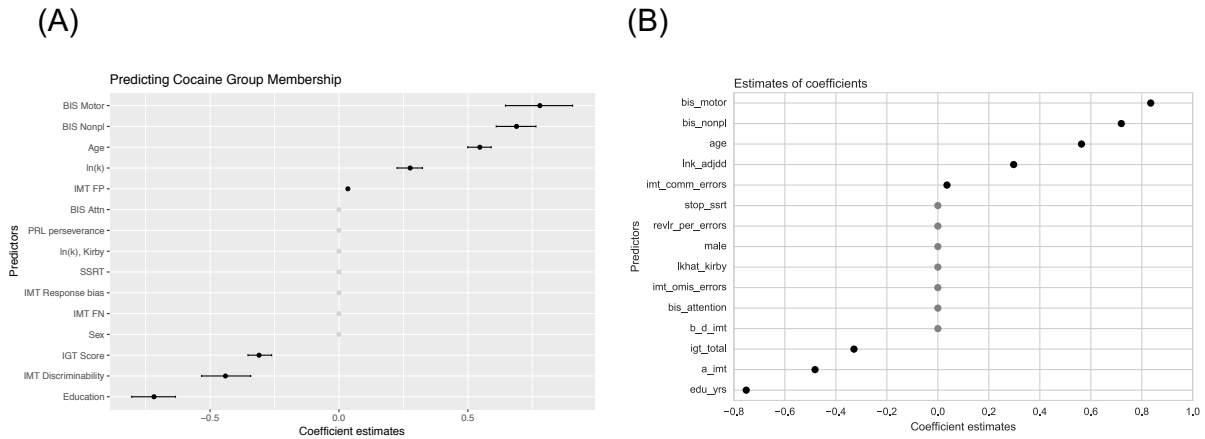 (A)
Predicting Cocaine Group Membership
Predictors
BIS Motor
BIS Nonpl
Age
ln(k)
IMT FP
BIS Attn
PRL perseverance
ln(k), Kirby
SSRT
IMT Response bias
IMT FN
Sex
IGT Score
IMT Discriminability
Education
−0.5 0.0 0.5
Coefficient estimates
(B)
Estimates of coefficients
Predictors
bis_motor
bis_nonpl
age
lnk_adjdd
imt_comm_errors
stop_ssrt
revlr_per_errors
male
lkhat_kirby
imt_omis_errors
bis_attention
b_d_imt
igt_total
a_imt
edu_yrs
−0.8 −0.6 −0.4 −0.2 0.0 0.2 0.4 0.6 0.8 1.0
Coefficient estimates